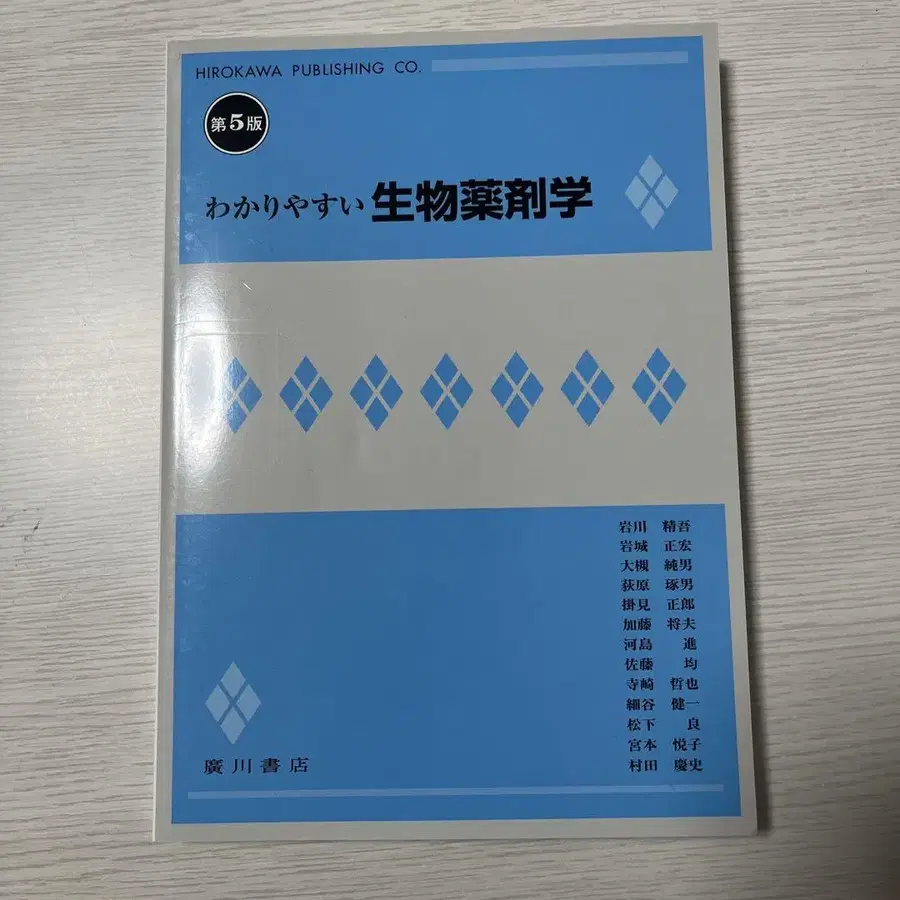 HIROKAWA PUBLISHING CO.
第5版
わかりやすい 生物薬剤学
岩川 精吾
岩城 正宏
大槻 純男
荻原 琢男
掛見 正郎
加藤 将夫
河島 進
佐藤 均
寺崎 哲也
細谷 健一
松下 良
宮本 悦子
村田 慶史
廣川書店